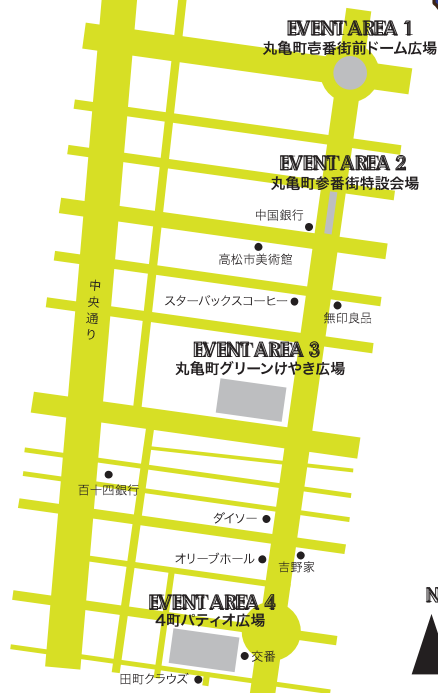 EVENT AREA 1
丸亀町壱番街前ドーム広場
EVENT AREA 2
丸亀町参番街特設会場
中国銀行
高松市美術館
中央通り
スターバックスコーヒー
無印良品
EVENT AREA 3
丸亀町グリーンけやき広場
百十四銀行
ダイソー
オリーブホール
吉野家
EVENT AREA 4
4町パティオ広場
N
交番
田町クラウズ